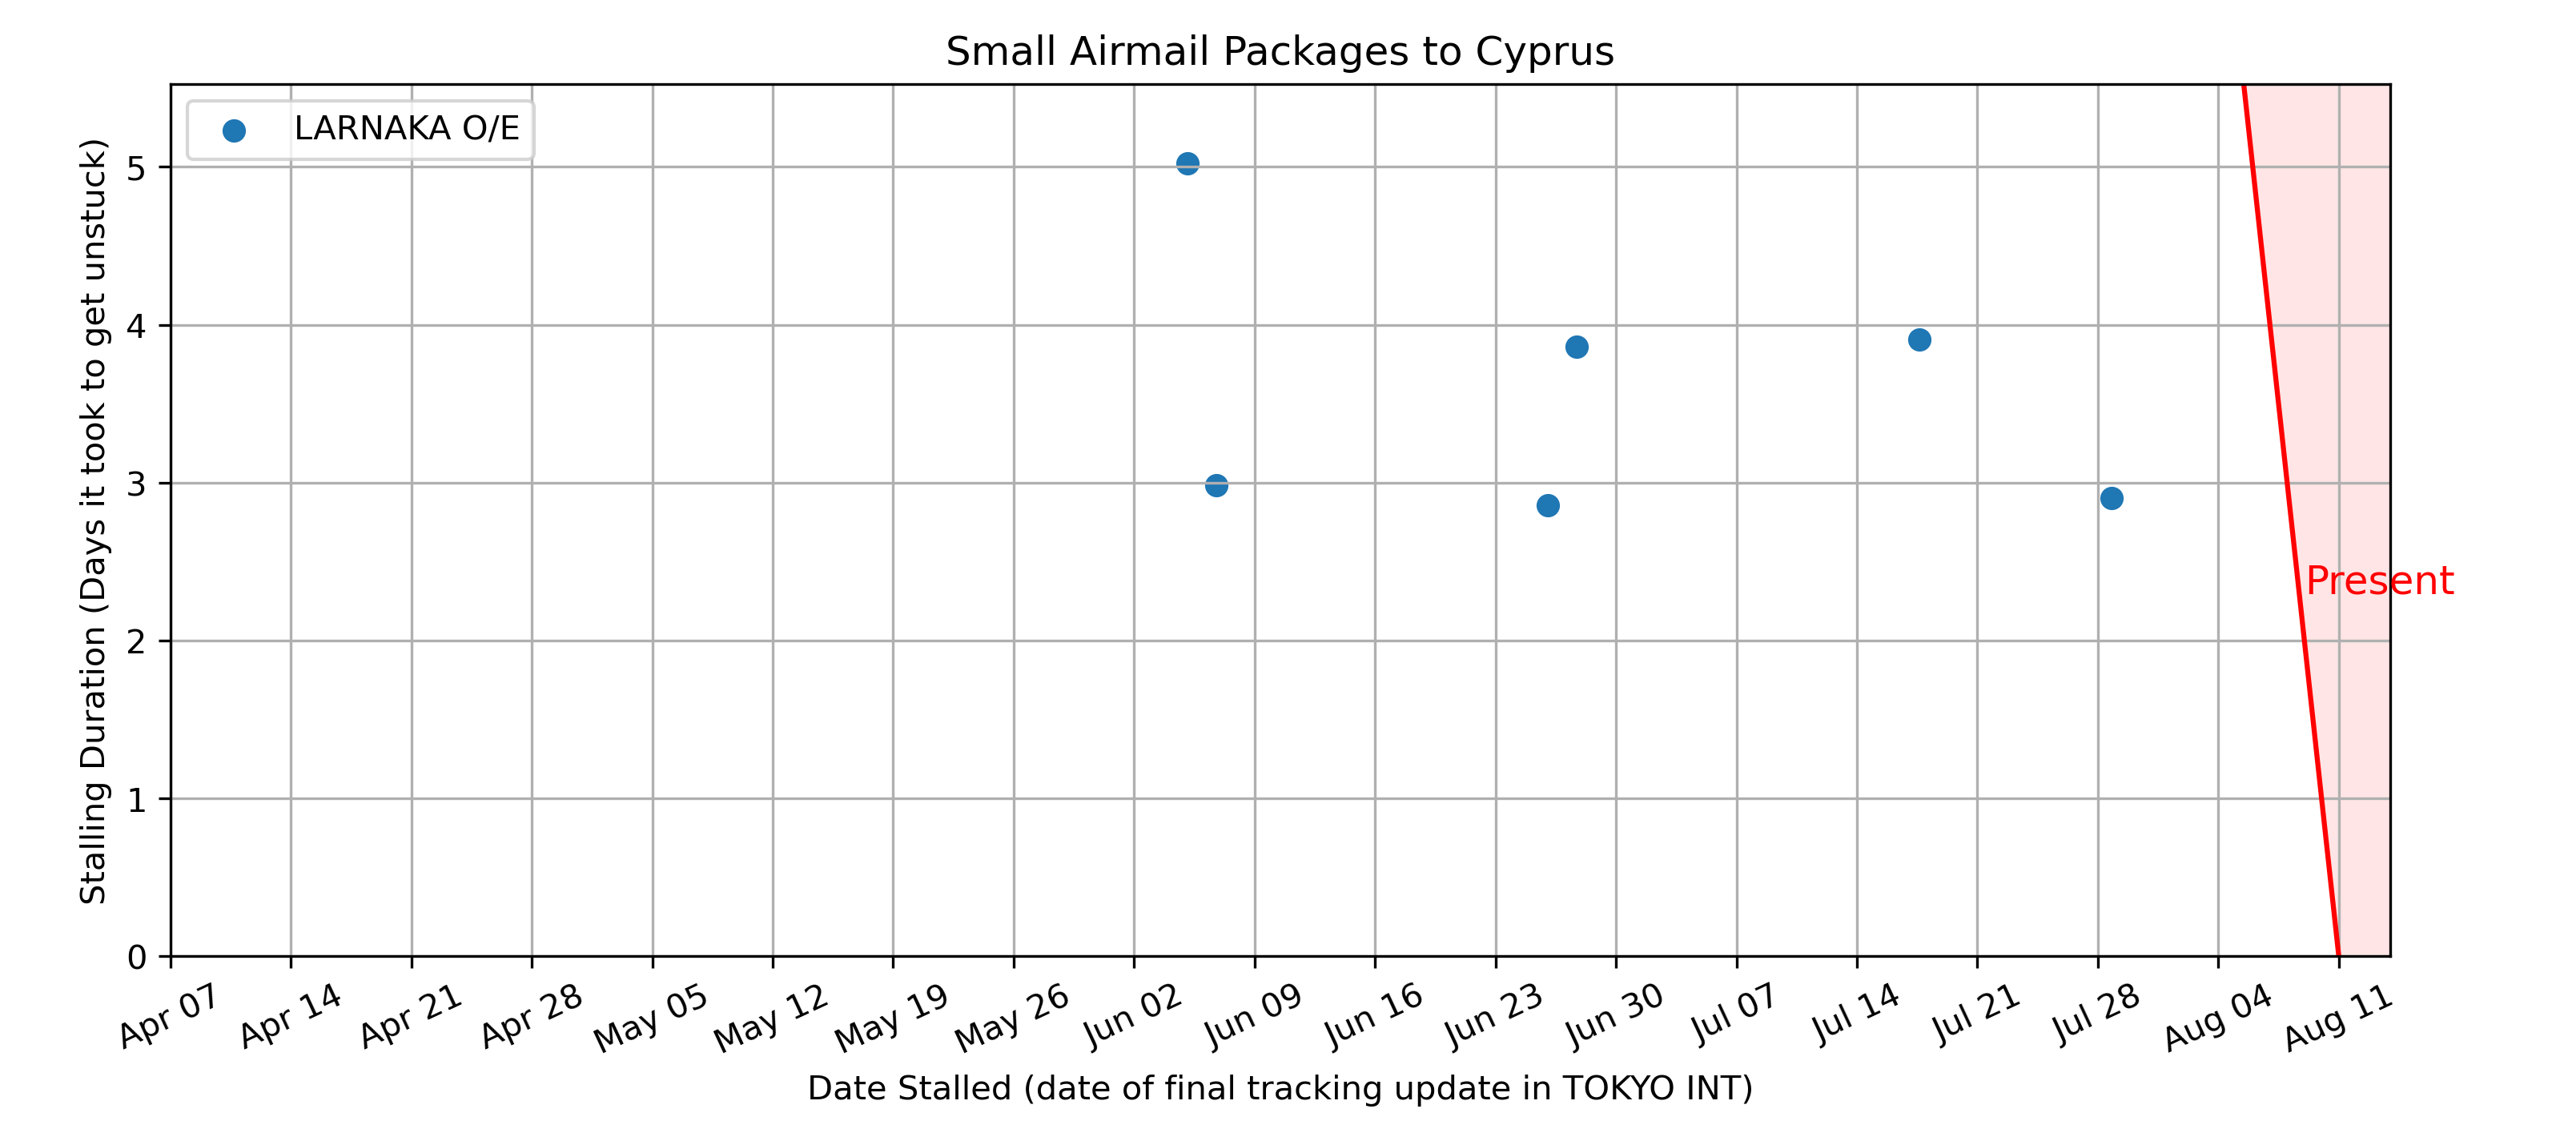 Small Airmail Packages to Cyprus
LARNAKA O/E
Stalling Duration (Days it took to get unstuck)
5
4
3
2
1
0
Present
Apr 07
Apr 14
Apr 21
Apr 28
May 05
May 12
May 19
May 26
Jun 02
Jun 09
Jun 16
Jun 23
Jun 30
Jul 07
Jul 14
Jul 21
Jul 28
Aug 04
Aug 11
Date Stalled (date of final tracking update in TOKYO INT)